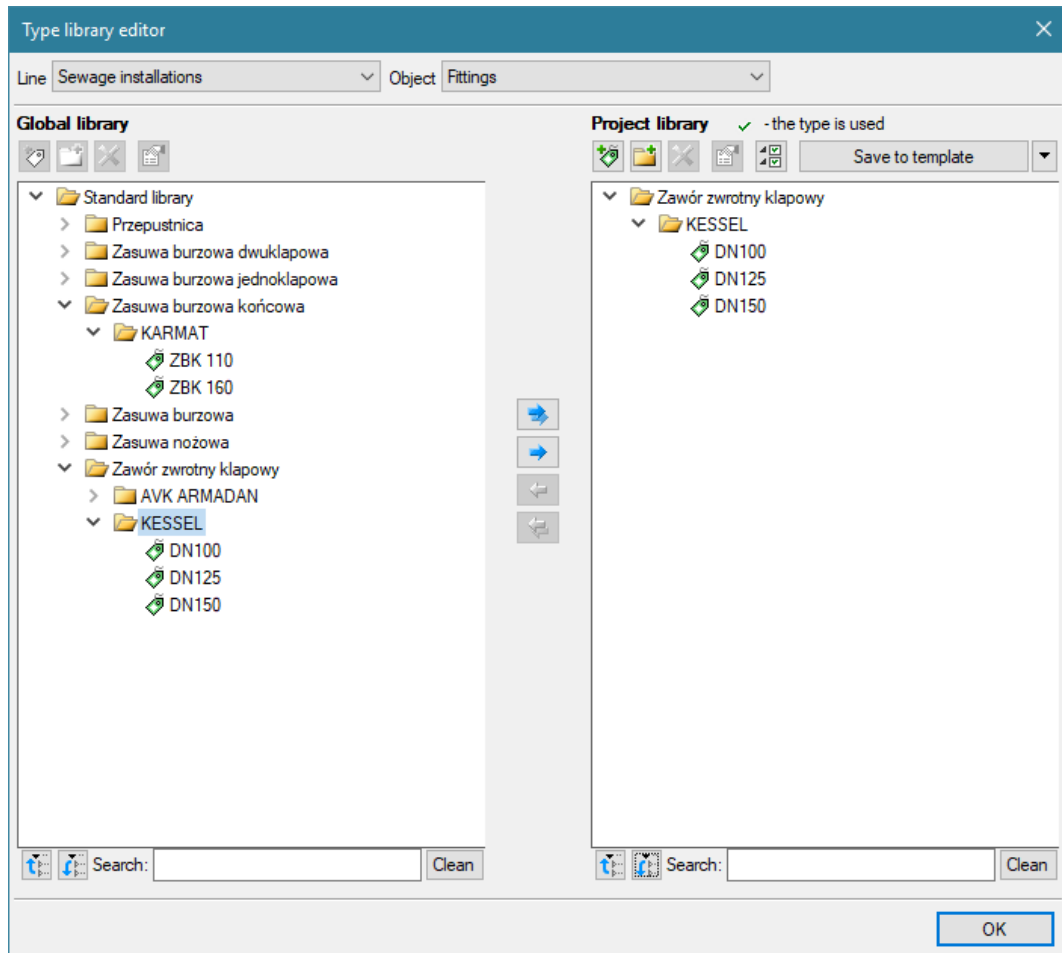 Type library editor
Line Sewage installations Object Fittings
Global library
Standard library
Przepustnica
Zasuwa burzowa dwuklapowa
Zasuwa burzowa jednoklapowa
Zasuwa burzowa końcowa
KARMAT
ZBK 110
ZBK 160
Zasuwa burzowa
Zasuwa nożowa
Zawór zwrotny klapowy
AVK ARMADAN
KESSEL
DN100
DN125
DN150
Search: Clean
Project library - the type is used
Save to template
Zawór zwrotny klapowy
KESSEL
DN100
DN125
DN150
Search: Clean
OK